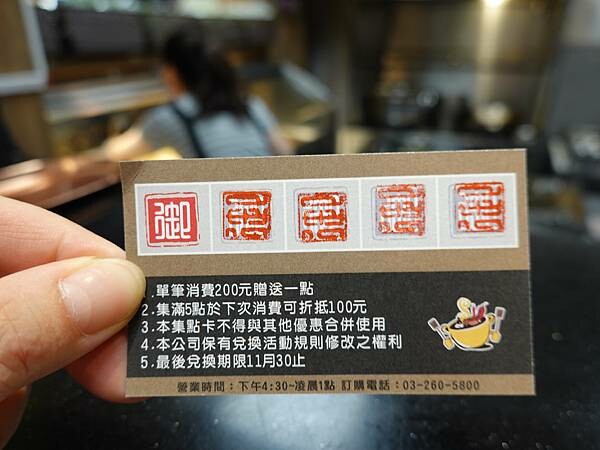 御
1.單筆消費200元贈送一點
2.集滿5點於下次消費可折抵100元
3.本集點卡不得與其他優惠合併使用
4.本公司保有兌換活動規則修改之權利
5.最後兌換期限11月30止
營業時間：下午4:30~凌晨1點 訂購電話：03-260-5800